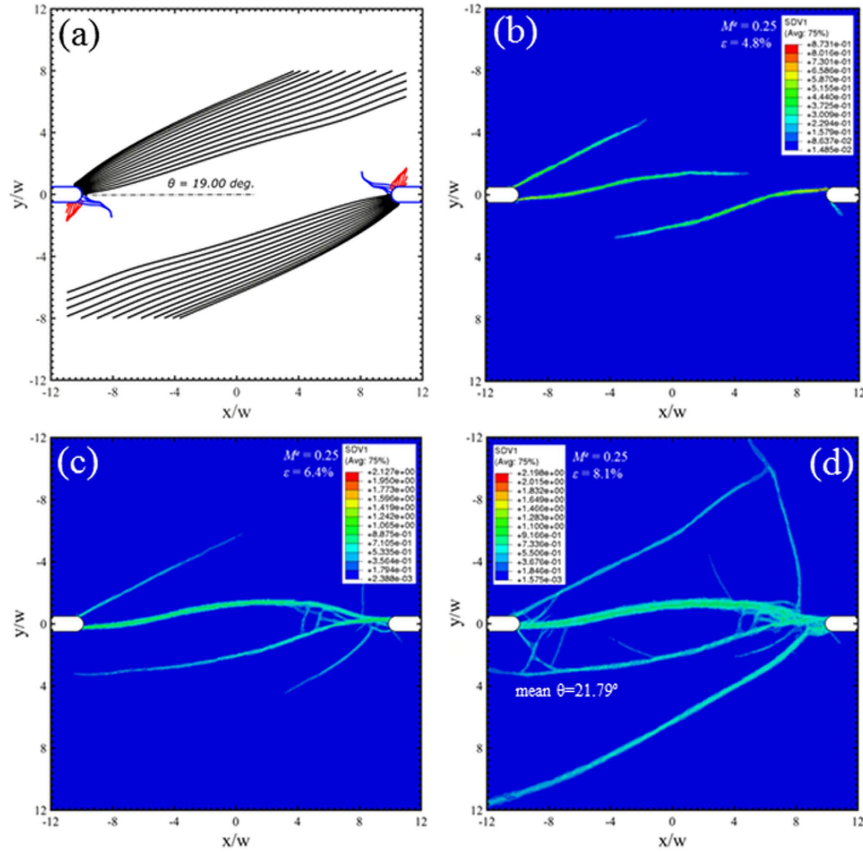 (a)
12
8
4
0
-4
-8
-12
y/w
θ = 19.00 deg.
-12 -8 -4 0 4 8 12
x/w
(b)
Mᵉ = 0.25
ε = 4.8%
SDV1
(Avg: 75%)
+8.731e-01
+8.016e-01
+7.301e-01
+6.586e-01
+5.870e-01
+5.155e-01
+4.440e-01
+3.725e-01
+3.009e-01
+2.294e-01
+1.579e-01
+8.637e-02
+1.485e-02
-12
-8
-4
0
4
8
12
y/w
-12 -8 -4 0 4 8 12
x/w
(c)
Mᵉ = 0.25
ε = 6.4%
SDV1
(Avg: 75%)
+2.127e+00
+1.950e+00
+1.773e+00
+1.596e+00
+1.419e+00
+1.242e+00
+1.065e+00
+8.875e-01
+7.105e-01
+5.335e-01
+3.564e-01
+1.794e-01
+2.388e-03
-12
-8
-4
0
4
8
12
y/w
-12 -8 -4 0 4 8 12
x/w
(d)
SDV1
(Avg: 75%)
+2.198e+00
+2.015e+00
+1.832e+00
+1.649e+00
+1.466e+00
+1.283e+00
+1.100e+00
+9.166e-01
+7.336e-01
+5.506e-01
+3.676e-01
+1.846e-01
+1.575e-03
Mᵉ = 0.25
ε = 8.1%
mean θ=21.79°
-12
-8
-4
0
4
8
12
y/w
-12 -8 -4 0 4 8 12
x/w